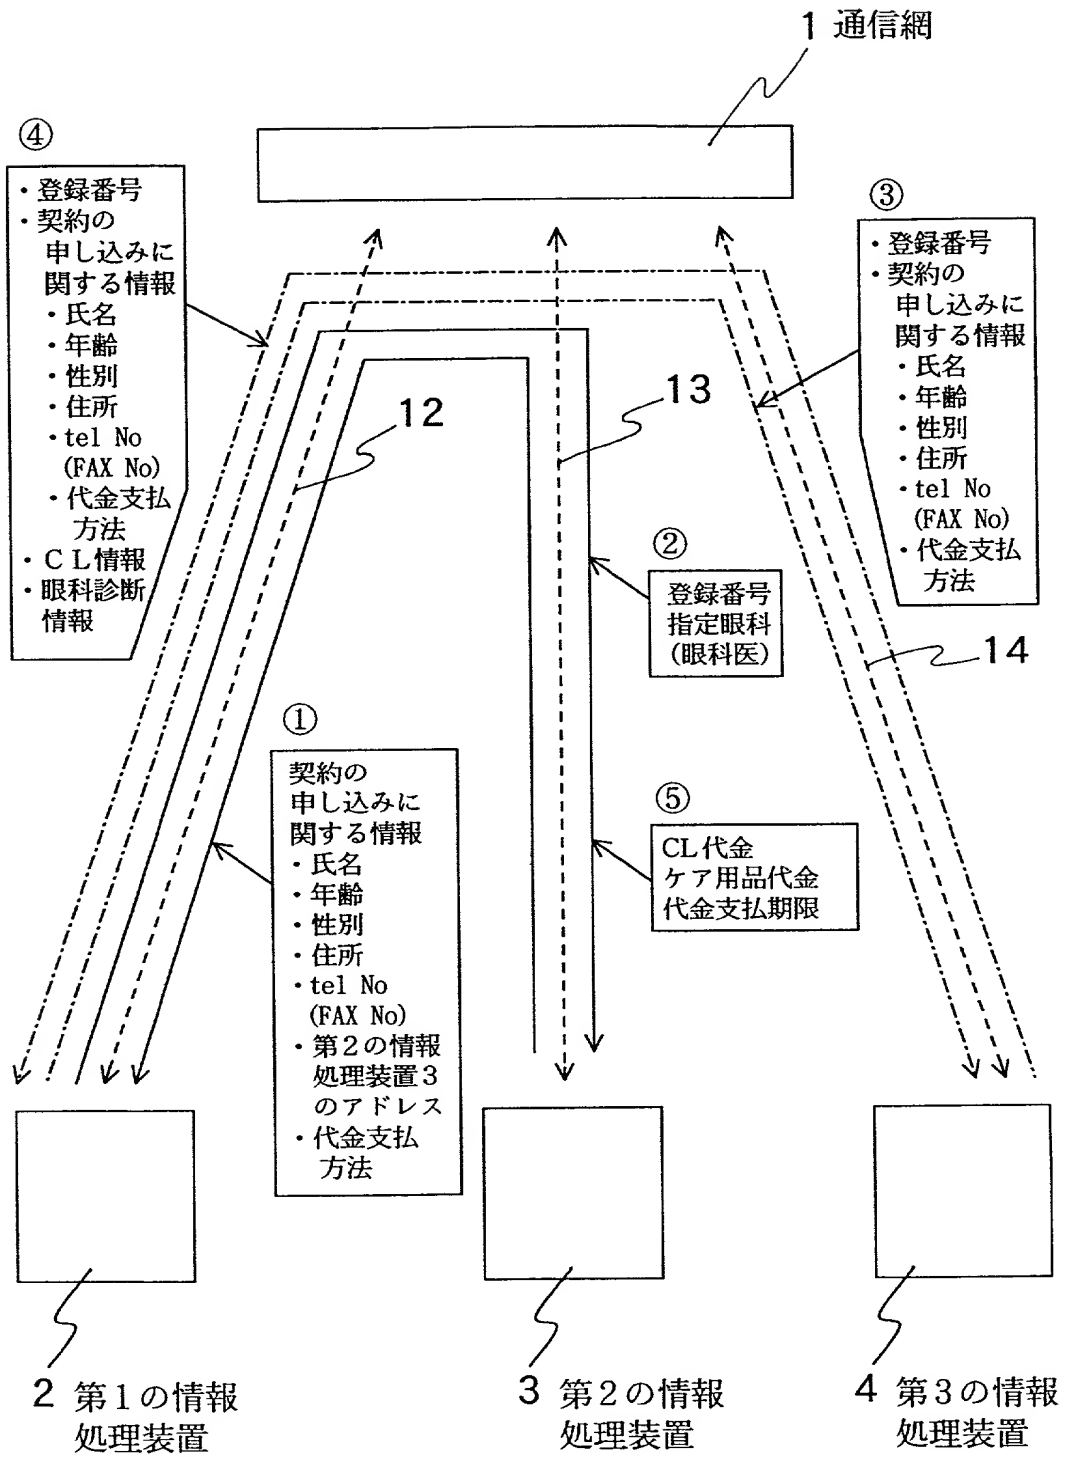 1 通信網
④
・登録番号
・契約の
申し込みに
関する情報
・氏名
・年齢
・性別
・住所
・tel No
(FAX No)
・代金支払
方法
・CL情報
・眼科診断
情報
③
・登録番号
・契約の
申し込みに
関する情報
・氏名
・年齢
・性別
・住所
・tel No
(FAX No)
・代金支払
方法
12
13
14
②
登録番号
指定眼科
(眼科医)
①
契約の
申し込みに
関する情報
・氏名
・年齢
・性別
・住所
・tel No
(FAX No)
・第2の情報
処理装置3
のアドレス
・代金支払
方法
⑤
CL代金
ケア用品代金
代金支払期限
2 第1の情報
処理装置
3 第2の情報
処理装置
4 第3の情報
処理装置